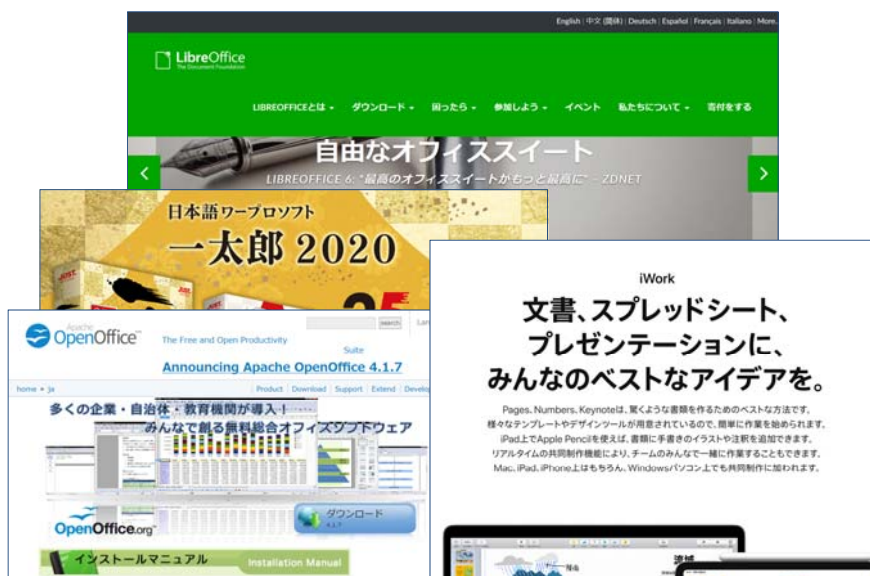 English | 中文 (简体) | Deutsch | Español | Français | Italiano | More.
LibreOffice
The Document Foundation
LIBREOFFICEとは ダウンロード 困ったら 参加しよう イベント 私たちについて 寄付をする
自由なオフィススイート
LIBREOFFICE 6: "最高のオフィススイートがもっと最高に" – ZDNET
日本語ワープロソフト
一太郎 2020
JUST
Apache
OpenOffice™
search
The Free and Open Productivity
Suite
Announcing Apache OpenOffice 4.1.7
home » ja
Product | Download | Support | Extend |
多くの企業・自治体・教育機関が導入！
みんなで創る無料総合オフィスソフトウェア
OpenOffice.org™
ダウンロード
4.1.7
インストールマニュアル Installation Manual
iWork
文書、スプレッドシート、
プレゼンテーションに、
みんなのベストなアイデアを。
Pages、Numbers、Keynoteは、驚くような書類を作るためのベストな方法です。
様々なテンプレートやデザインツールが用意されているので、簡単に作業を始められます。
iPad上でApple Pencilを使えば、書類に手書きのイラストや注釈を追加できます。
リアルタイムの共同制作機能により、チームのみんなで一緒に作業することもできます。
Mac、iPad、iPhone上はもちろん、Windowsパソコン上でも共同制作に加われます。